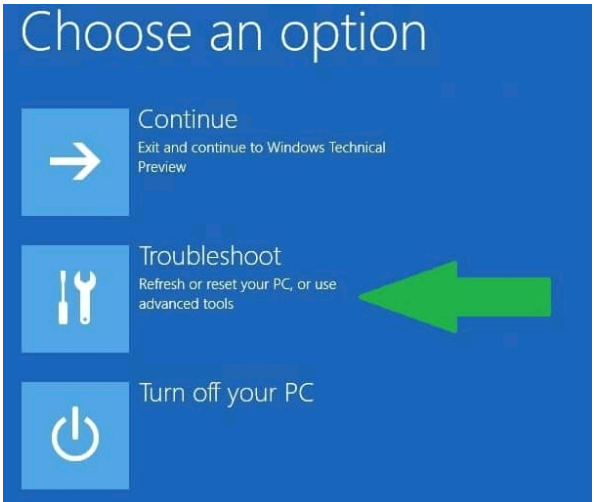 Choose an option
Continue
Exit and continue to Windows Technical
Preview
Troubleshoot
Refresh or reset your PC, or use
advanced tools
Turn off your PC